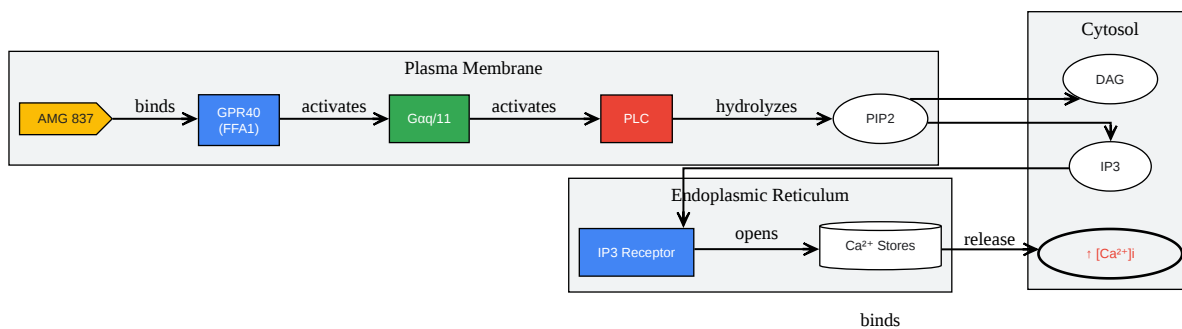 Cytosol
Plasma Membrane
DAG
AMG 837
binds
GPR40
(FFA1)
activates
Gαq/11
activates
PLC
hydrolyzes
PIP2
IP3
Endoplasmic Reticulum
IP3 Receptor
opens
Ca²⁺ Stores
release
↑ [Ca²⁺]i
binds